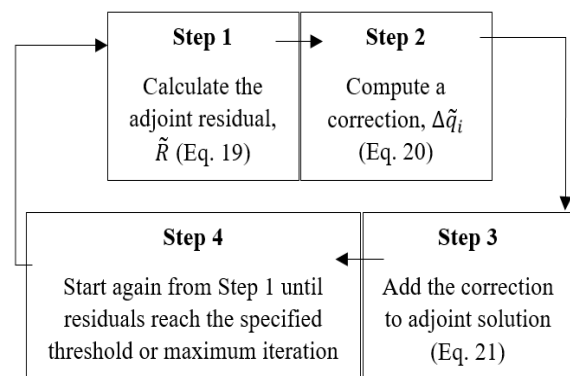 Step 1
Calculate the
adjoint residual,
R̃ (Eq. 19)
Step 2
Compute a
correction, Δq̃ᵢ
(Eq. 20)
Step 3
Add the correction
to adjoint solution
(Eq. 21)
Step 4
Start again from Step 1 until
residuals reach the specified
threshold or maximum iteration